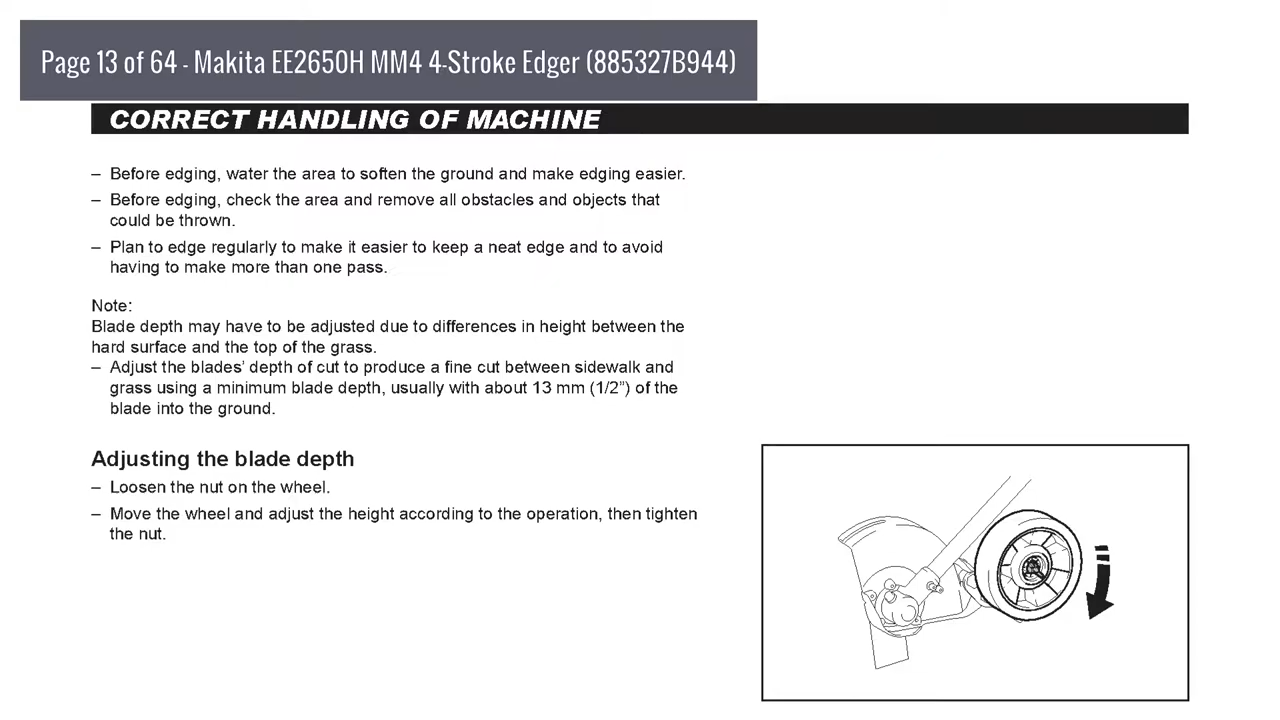 Page 13 of 64 - Makita EE2650H MM4 4-Stroke Edger (885327B944)
CORRECT HANDLING OF MACHINE
– Before edging, water the area to soften the ground and make edging easier.
– Before edging, check the area and remove all obstacles and objects that
could be thrown.
– Plan to edge regularly to make it easier to keep a neat edge and to avoid
having to make more than one pass.
Note:
Blade depth may have to be adjusted due to differences in height between the
hard surface and the top of the grass.
– Adjust the blades’ depth of cut to produce a fine cut between sidewalk and
grass using a minimum blade depth, usually with about 13 mm (1/2”) of the
blade into the ground.
Adjusting the blade depth
– Loosen the nut on the wheel.
– Move the wheel and adjust the height according to the operation, then tighten
the nut.